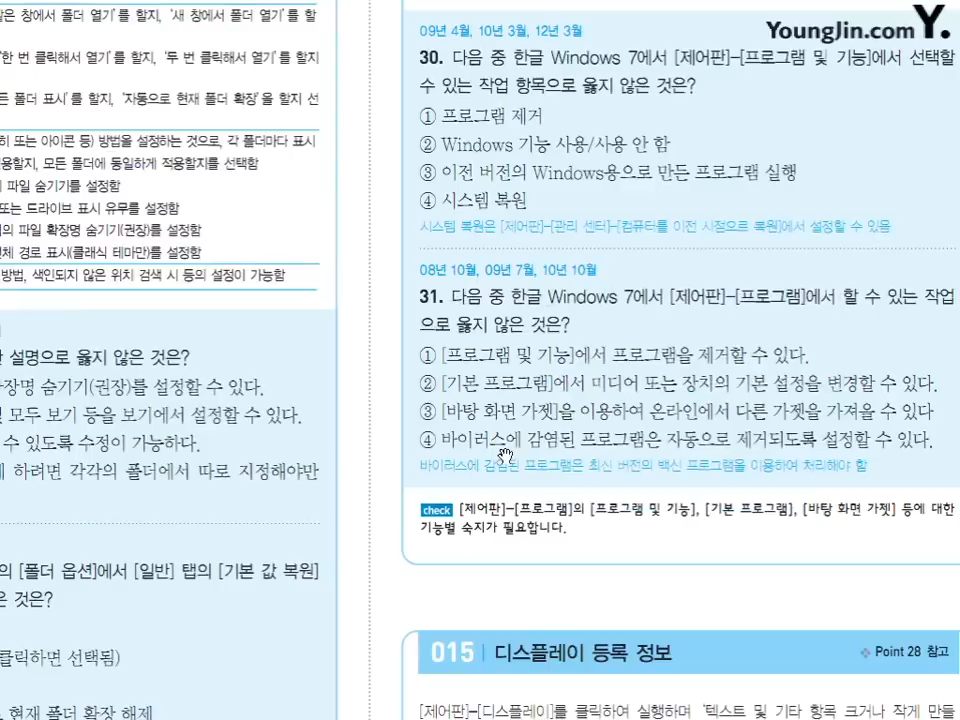 같은 창에서 폴더 열기'를 할지, '새 창에서 폴더 열기'를 할
'한 번 클릭해서 열기'를 할지, '두 번 클릭해서 열기'를 할지
든 폴더 표시'를 할지, '자동으로 현재 폴더 확장'을 할지 선
히 또는 아이콘 등) 방법을 설정하는 것으로, 각 폴더마다 표시
용할지, 모든 폴더에 동일하게 적용할지를 선택함
파일 숨기기를 설정함
또는 드라이브 표시 유무를 설정함
의 파일 확장명 숨기기(권장)를 설정함
체 경로 표시(클래식 테마만)를 설정함
방법, 색인되지 않은 위치 검색 시 등의 설정이 가능함
설명으로 옳지 않은 것은?
장명 숨기기(권장)를 설정할 수 있다.
모두 보기 등을 보기에서 설정할 수 있다.
수 있도록 수정이 가능하다.
하려면 각각의 폴더에서 따로 지정해야만
의 [폴더 옵션]에서 [일반] 탭의 [기본 값 복원]
은 것은?
클릭하면 선택됨)
현재 폴더 확장 해제
YoungJin.com Y.
09년 4월, 10년 3월, 12년 3월
30. 다음 중 한글 Windows 7에서 [제어판]-[프로그램 및 기능]에서 선택할
수 있는 작업 항목으로 옳지 않은 것은?
① 프로그램 제거
② Windows 기능 사용/사용 안 함
③ 이전 버전의 Windows용으로 만든 프로그램 실행
④ 시스템 복원
시스템 복원은 [제어판]-[관리 센터]-[컴퓨터를 이전 시점으로 복원]에서 설정할 수 있음
08년 10월, 09년 7월, 10년 10월
31. 다음 중 한글 Windows 7에서 [제어판]-[프로그램]에서 할 수 있는 작업
으로 옳지 않은 것은?
① [프로그램 및 기능]에서 프로그램을 제거할 수 있다.
② [기본 프로그램]에서 미디어 또는 장치의 기본 설정을 변경할 수 있다.
③ [바탕 화면 가젯]을 이용하여 온라인에서 다른 가젯을 가져올 수 있다
④ 바이러스에 감염된 프로그램은 자동으로 제거되도록 설정할 수 있다.
바이러스에 감염된 프로그램은 최신 버전의 백신 프로그램을 이용하여 처리해야 함
check [제어판]-[프로그램]의 [프로그램 및 기능], [기본 프로그램], [바탕 화면 가젯] 등에 대한
기능별 숙지가 필요합니다.
015 디스플레이 등록 정보 Point 28 참고
[제어판]-[디스플레이]를 클릭하여 실행하며 '텍스트 및 기타 항목 크거나 작게 만들